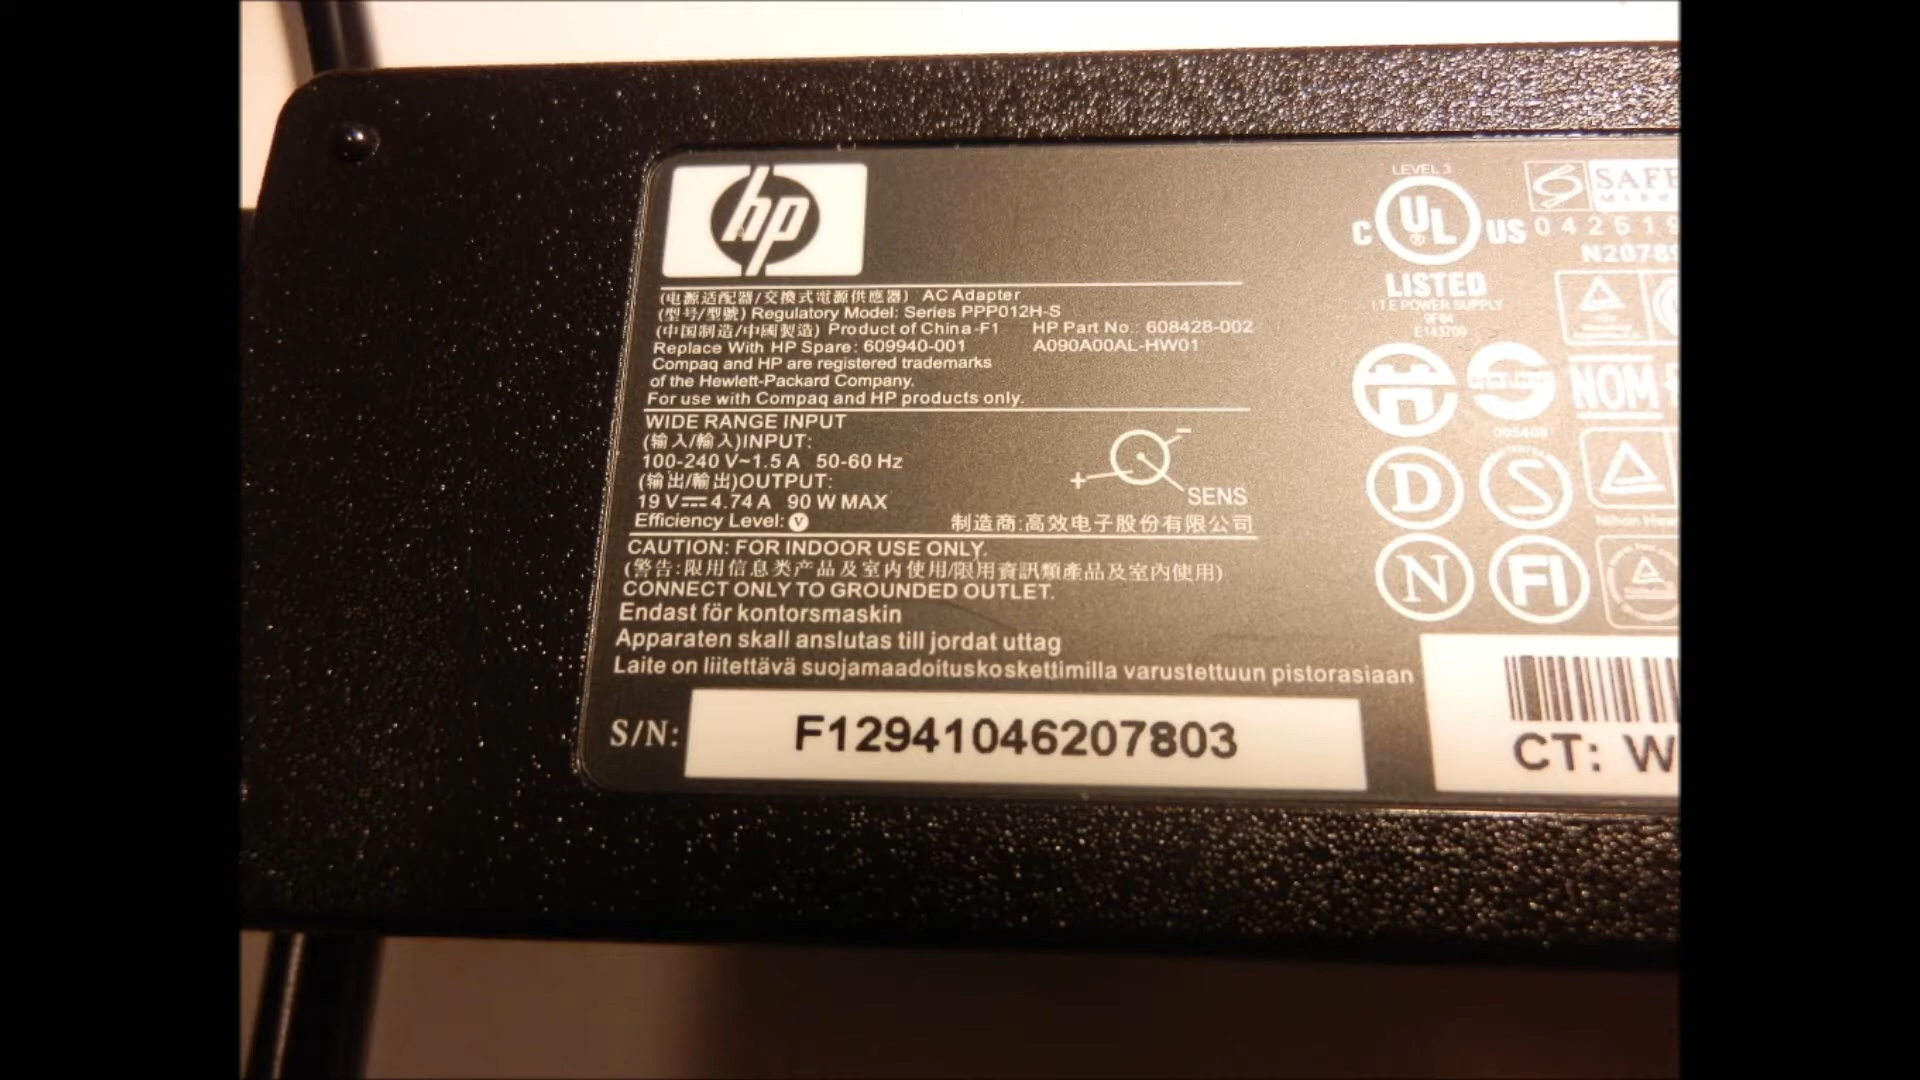 hp
(电源适配器/交換式電源供應器) AC Adapter
(型号/型號) Regulatory Model: Series PPP012H-S
(中国制造/中國製造) Product of China-F1 HP Part No.: 608428-002
Replace With HP Spare: 609940-001 A090A00AL-HW01
Compaq and HP are registered trademarks
of the Hewlett-Packard Company.
For use with Compaq and HP products only.
WIDE RANGE INPUT
(输入/輸入)INPUT:
100-240 V~1.5 A 50-60 Hz
(输出/輸出)OUTPUT:
19 V⎓4.74 A 90 W MAX
Efficiency Level: V
- + SENS
制造商:高效电子股份有限公司
CAUTION: FOR INDOOR USE ONLY.
(警告:限用信息类产品及室内使用/限用資訊類產品及室內使用)
CONNECT ONLY TO GROUNDED OUTLET.
Endast för kontorsmaskin
Apparaten skall anslutas till jordat uttag
Laite on liitettävä suojamaadoituskoskettimilla varustettuun pistorasiaan
S/N: F12941046207803
LEVEL 3
C UL ® US
LISTED
I.T.E POWER SUPPLY
9F84
E143709
SAFE
042519
N2078
NOM
D S
N FI
CT: W